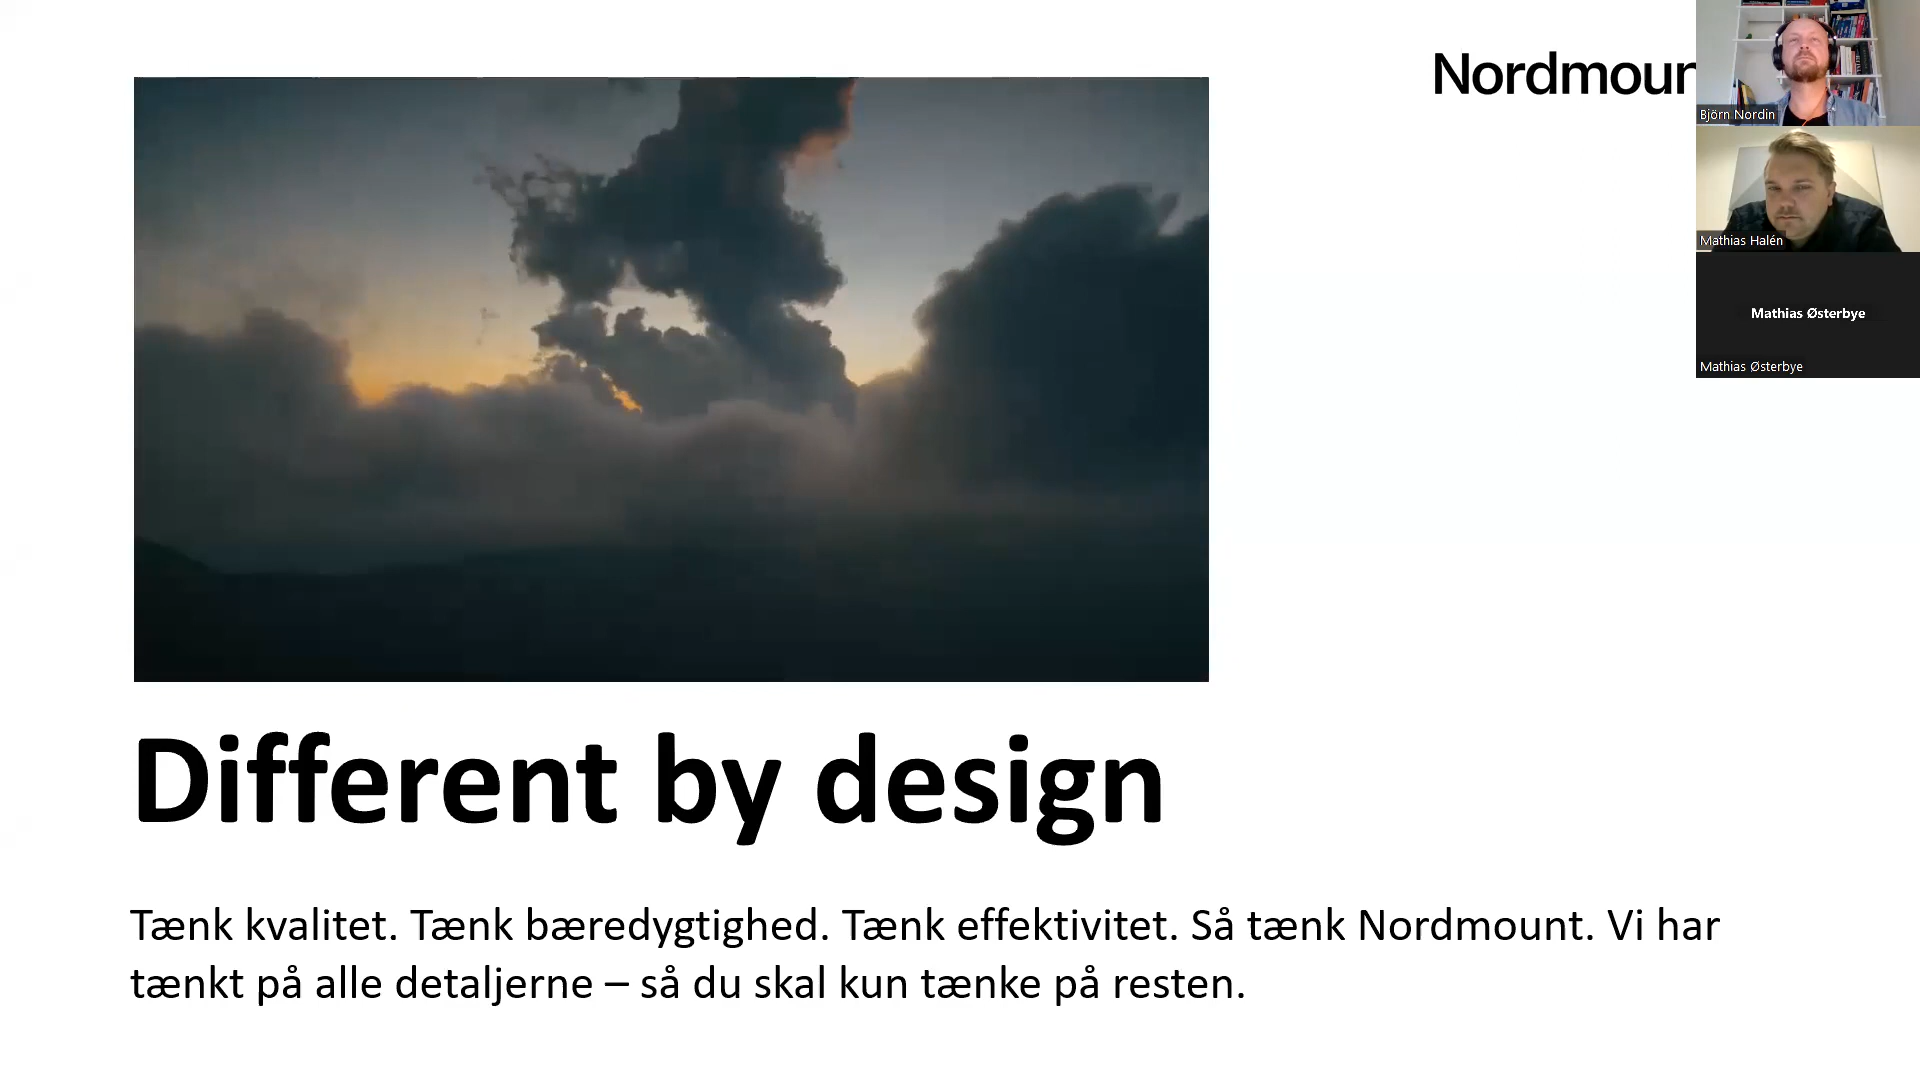 Nordmoun
Björn Nordin
Mathias Halén
Mathias Østerbye
Mathias Østerbye
Different by design
Tænk kvalitet. Tænk bæredygtighed. Tænk effektivitet. Så tænk Nordmount. Vi har
tænkt på alle detaljerne – så du skal kun tænke på resten.